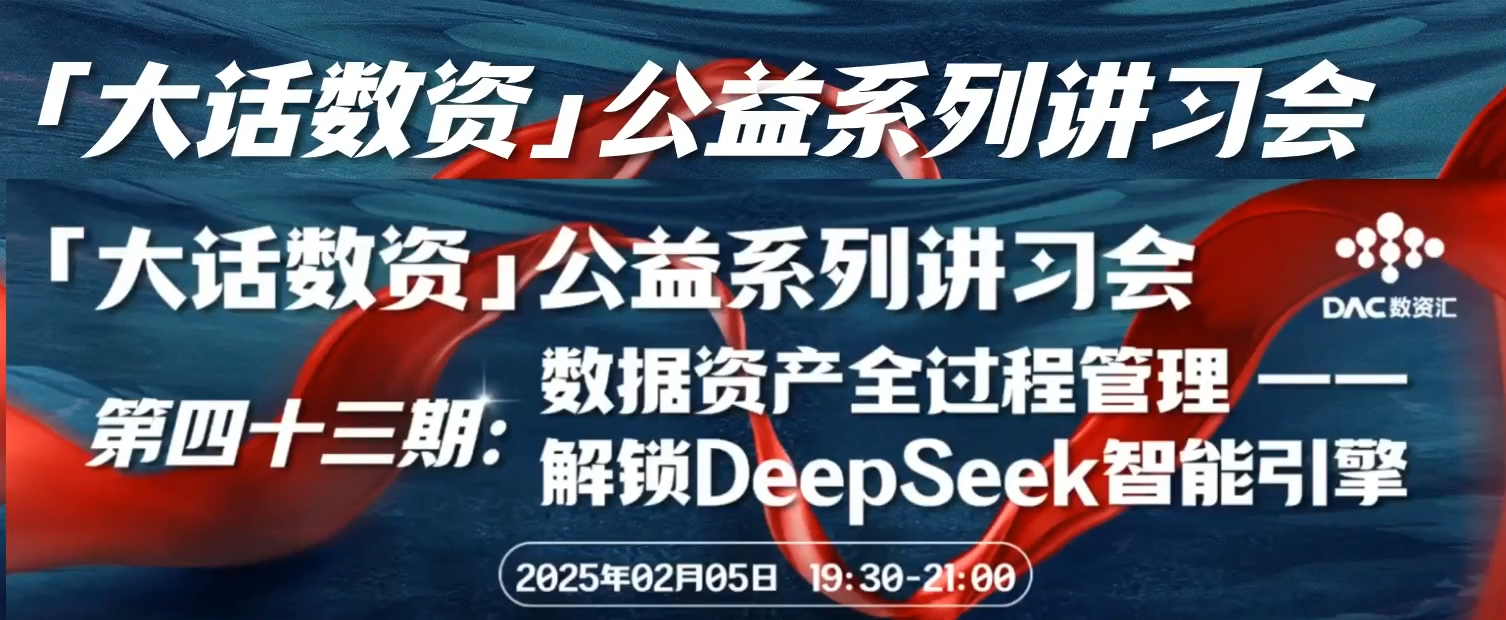 「大话数资」公益系列讲习会
「大话数资」公益系列讲习会
DAC数资汇
第四十三期：
数据资产全过程管理 ——
解锁DeepSeek智能引擎
2025年02月05日 19:30-21:00